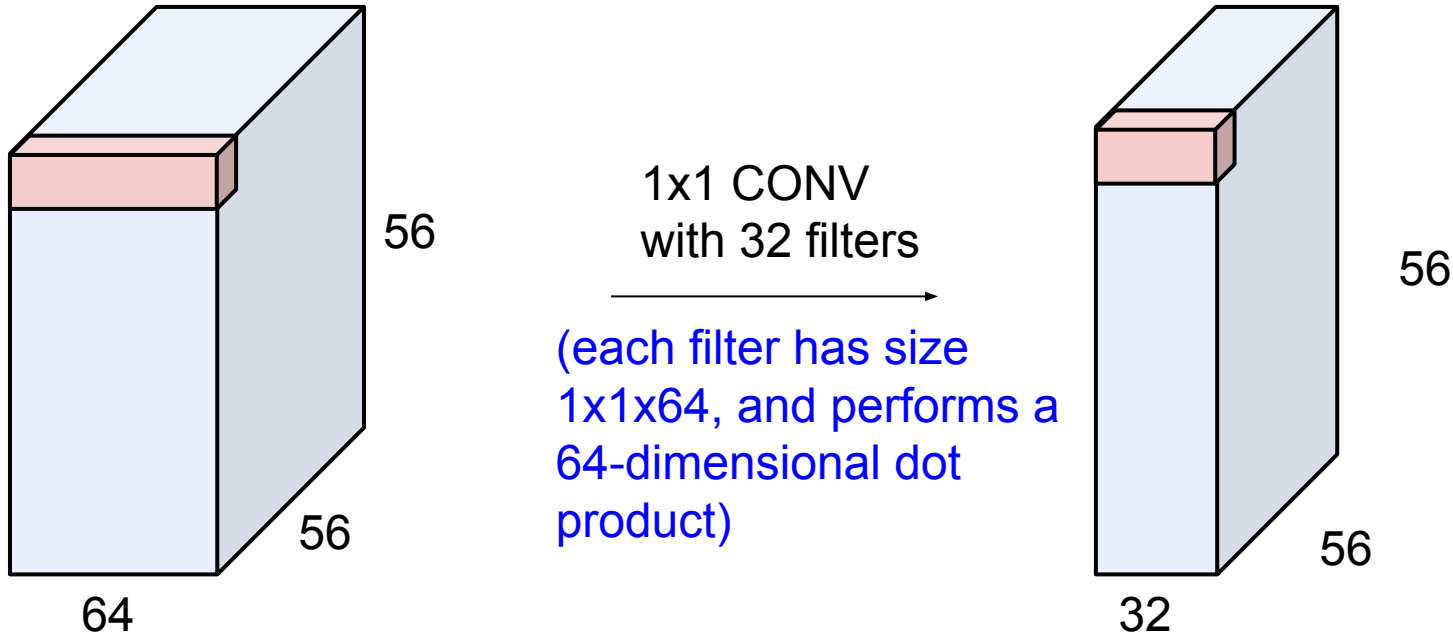 56
56
64
1x1 CONV
with 32 filters
(each filter has size
1x1x64, and performs a
64-dimensional dot
product)
56
56
32